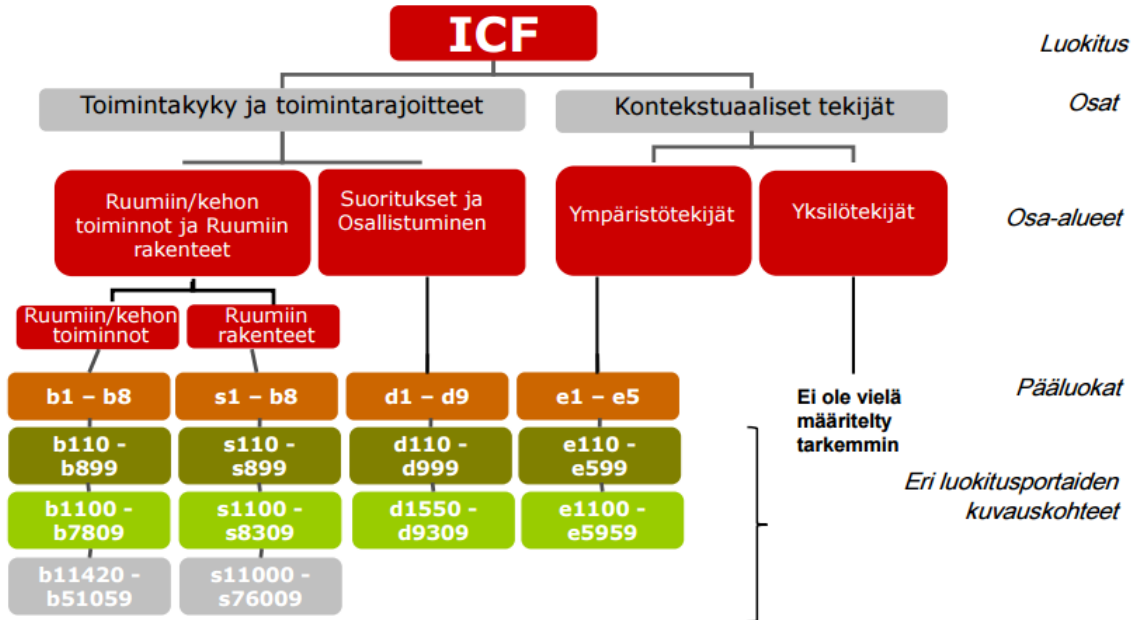 ICF
Luokitus
Toimintakyky ja toimintarajoitteet
Kontekstuaaliset tekijät
Osat
Ruumiin/kehon
toiminnot ja Ruumiin
rakenteet
Suoritukset ja
Osallistuminen
Ympäristötekijät
Yksilötekijät
Osa-alueet
Ruumiin/kehon
toiminnot
Ruumiin
rakenteet
b1 – b8
s1 – b8
d1 – d9
e1 – e5
Ei ole vielä
määritelty
tarkemmin
Pääluokat
b110 -
b899
s110 -
s899
d110 -
d999
e110 -
e599
Eri luokitusportaiden
kuvauskohteet
b1100 -
b7809
s1100 -
s8309
d1550 -
d9309
e1100 -
e5959
b11420 -
b51059
s11000 -
s76009